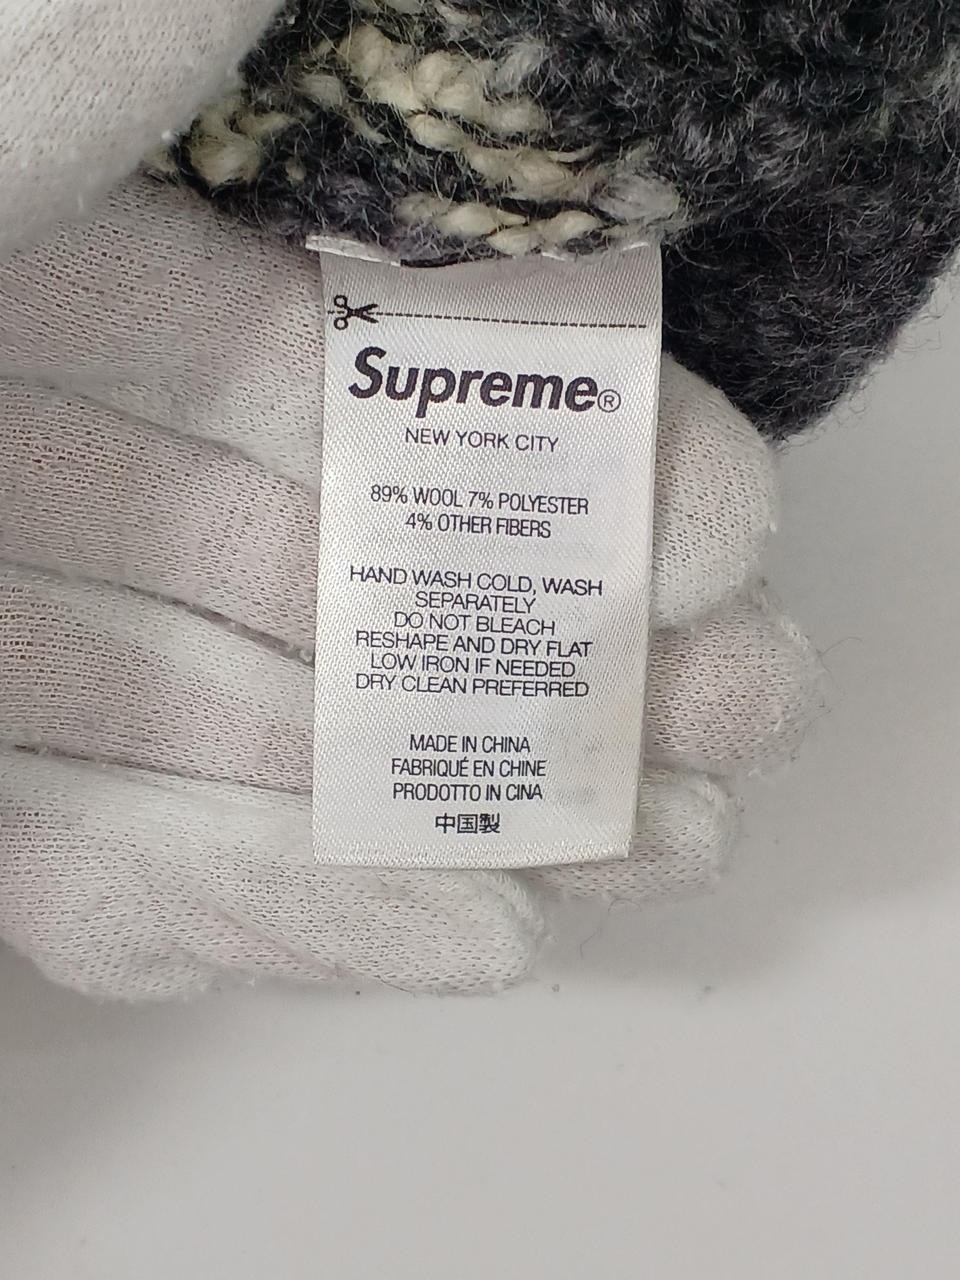 Supreme®
NEW YORK CITY
89% WOOL 7% POLYESTER
4% OTHER FIBERS
HAND WASH COLD, WASH
SEPARATELY
DO NOT BLEACH
RESHAPE AND DRY FLAT
LOW IRON IF NEEDED
DRY CLEAN PREFERRED
MADE IN CHINA
FABRIQUÉ EN CHINE
PRODOTTO IN CINA
中国製